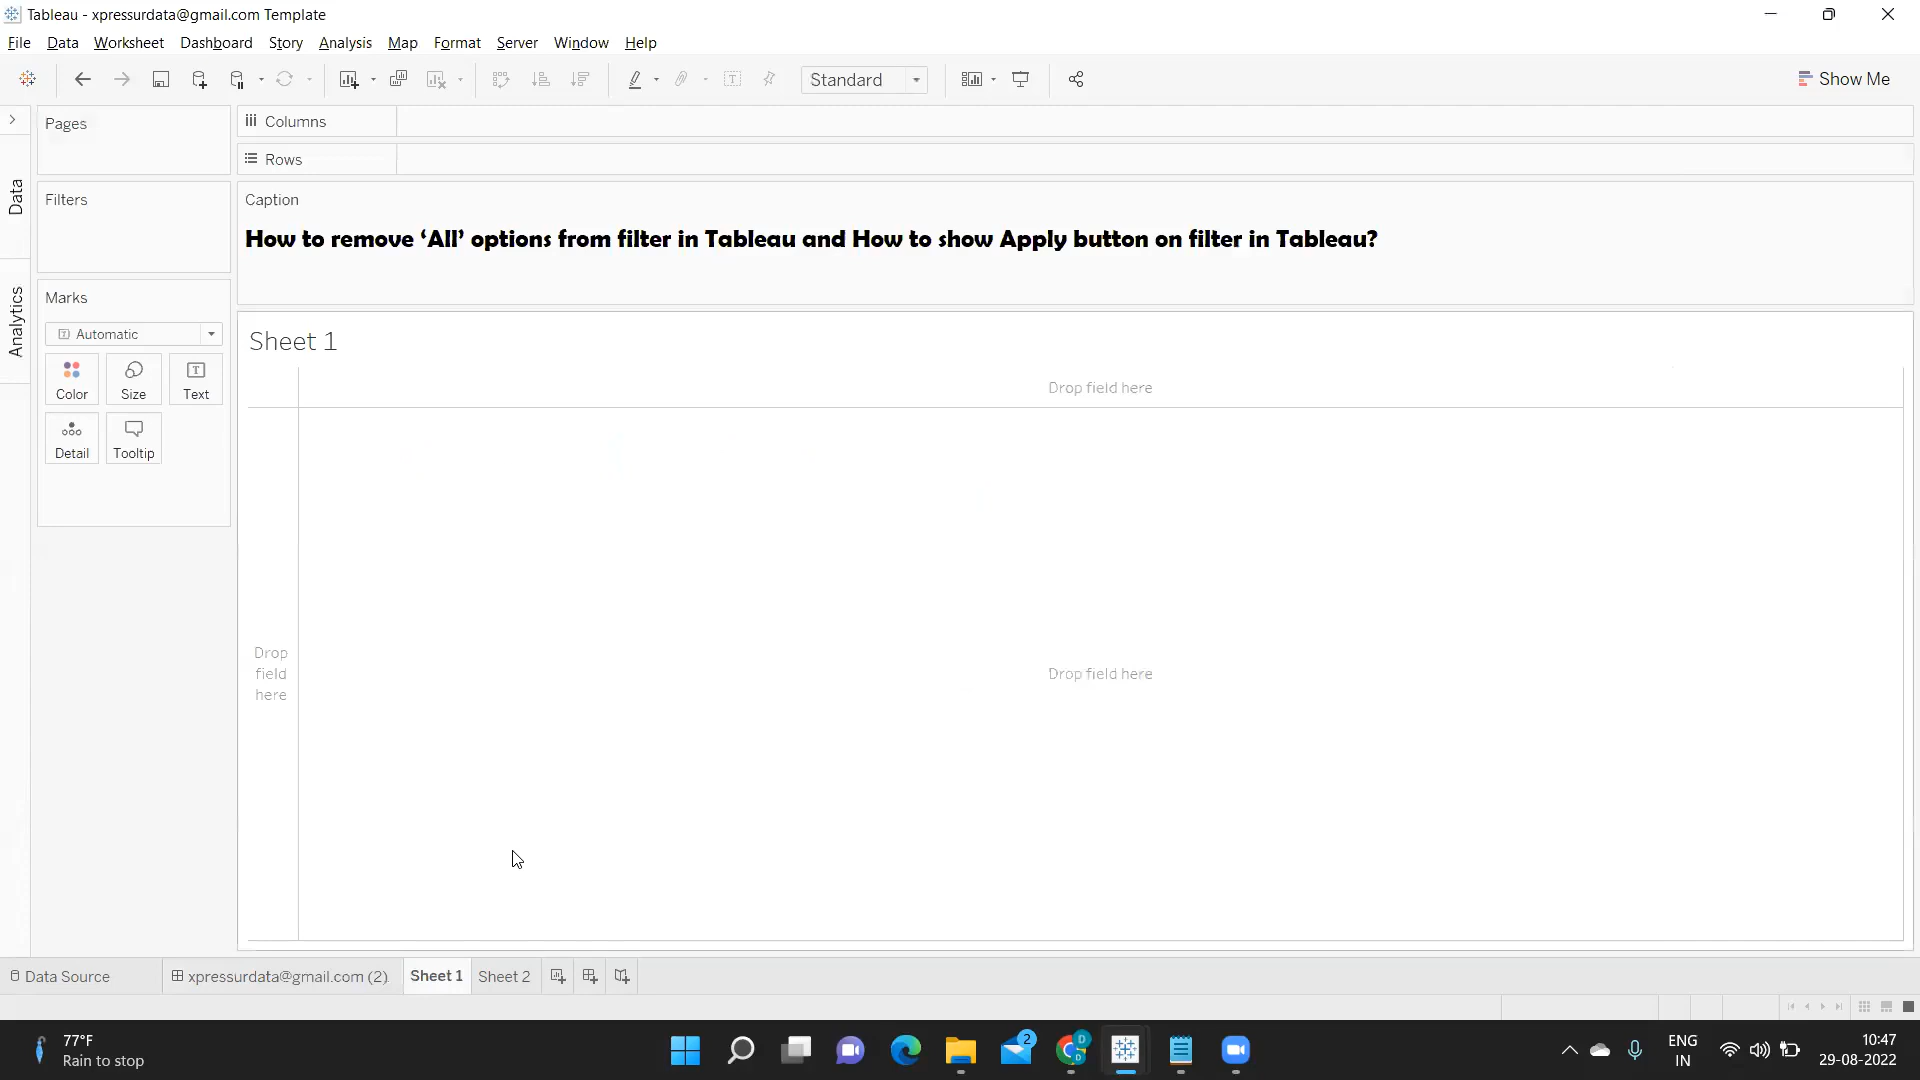 Tableau - xpressurdata@gmail.com Template
File Data Worksheet Dashboard Story Analysis Map Format Server Window Help
Standard
Show Me
Pages
Columns
Rows
Data
Filters
Caption
How to remove ‘All’ options from filter in Tableau and How to show Apply button on filter in Tableau?
Analytics
Marks
Automatic
Color Size Text
Detail Tooltip
Sheet 1
Drop field here
Drop
field
here
Drop field here
Data Source xpressurdata@gmail.com (2) Sheet 1 Sheet 2
77°F
Rain to stop
2
D
D
ENG
IN
10:47
29-08-2022